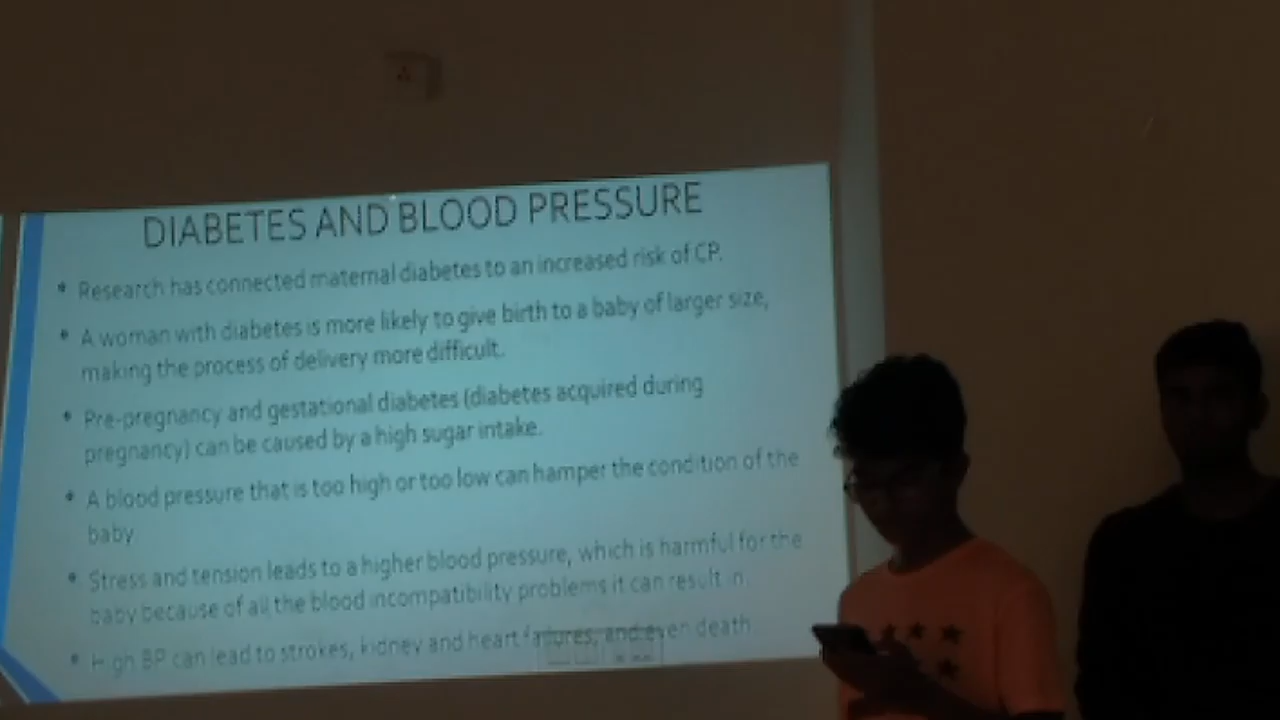 DIABETES AND BLOOD PRESSURE
• Research has connected maternal diabetes to an increased risk of CP.
• A woman with diabetes is more likely to give birth to a baby of larger size,
making the process of delivery more difficult.
• Pre-pregnancy and gestational diabetes (diabetes acquired during
pregnancy) can be caused by a high sugar intake.
• A blood pressure that is too high or too low can hamper the condition of the
baby
• Stress and tension leads to a higher blood pressure, which is harmful for the
baby because of all the blood incompatibility problems it can result in
• High BP can lead to strokes, kidney and heart failures, and even death